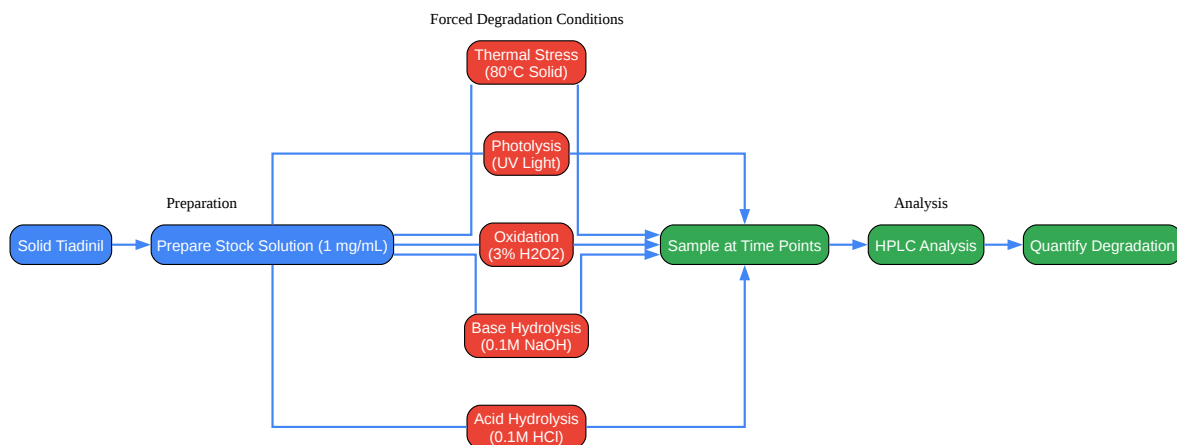 Forced Degradation Conditions
Thermal Stress
(80°C Solid)
Photolysis
(UV Light)
Preparation
Analysis
Solid Tiadinil
Prepare Stock Solution (1 mg/mL)
Oxidation
(3% H2O2)
Sample at Time Points
HPLC Analysis
Quantify Degradation
Base Hydrolysis
(0.1M NaOH)
Acid Hydrolysis
(0.1M HCl)